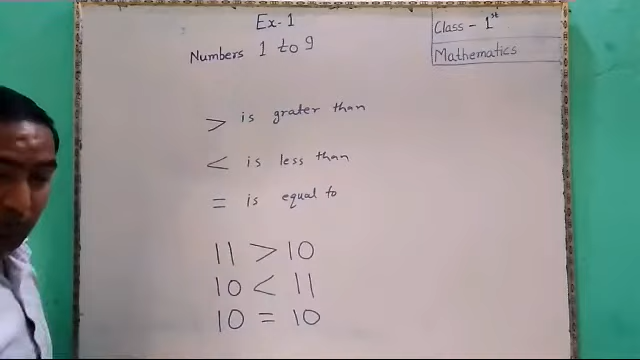 Ex-1
Numbers 1 to 9
Class - 1st
Mathematics
> is grater than
< is less than
= is equal to
11 > 10
10 < 11
10 = 10